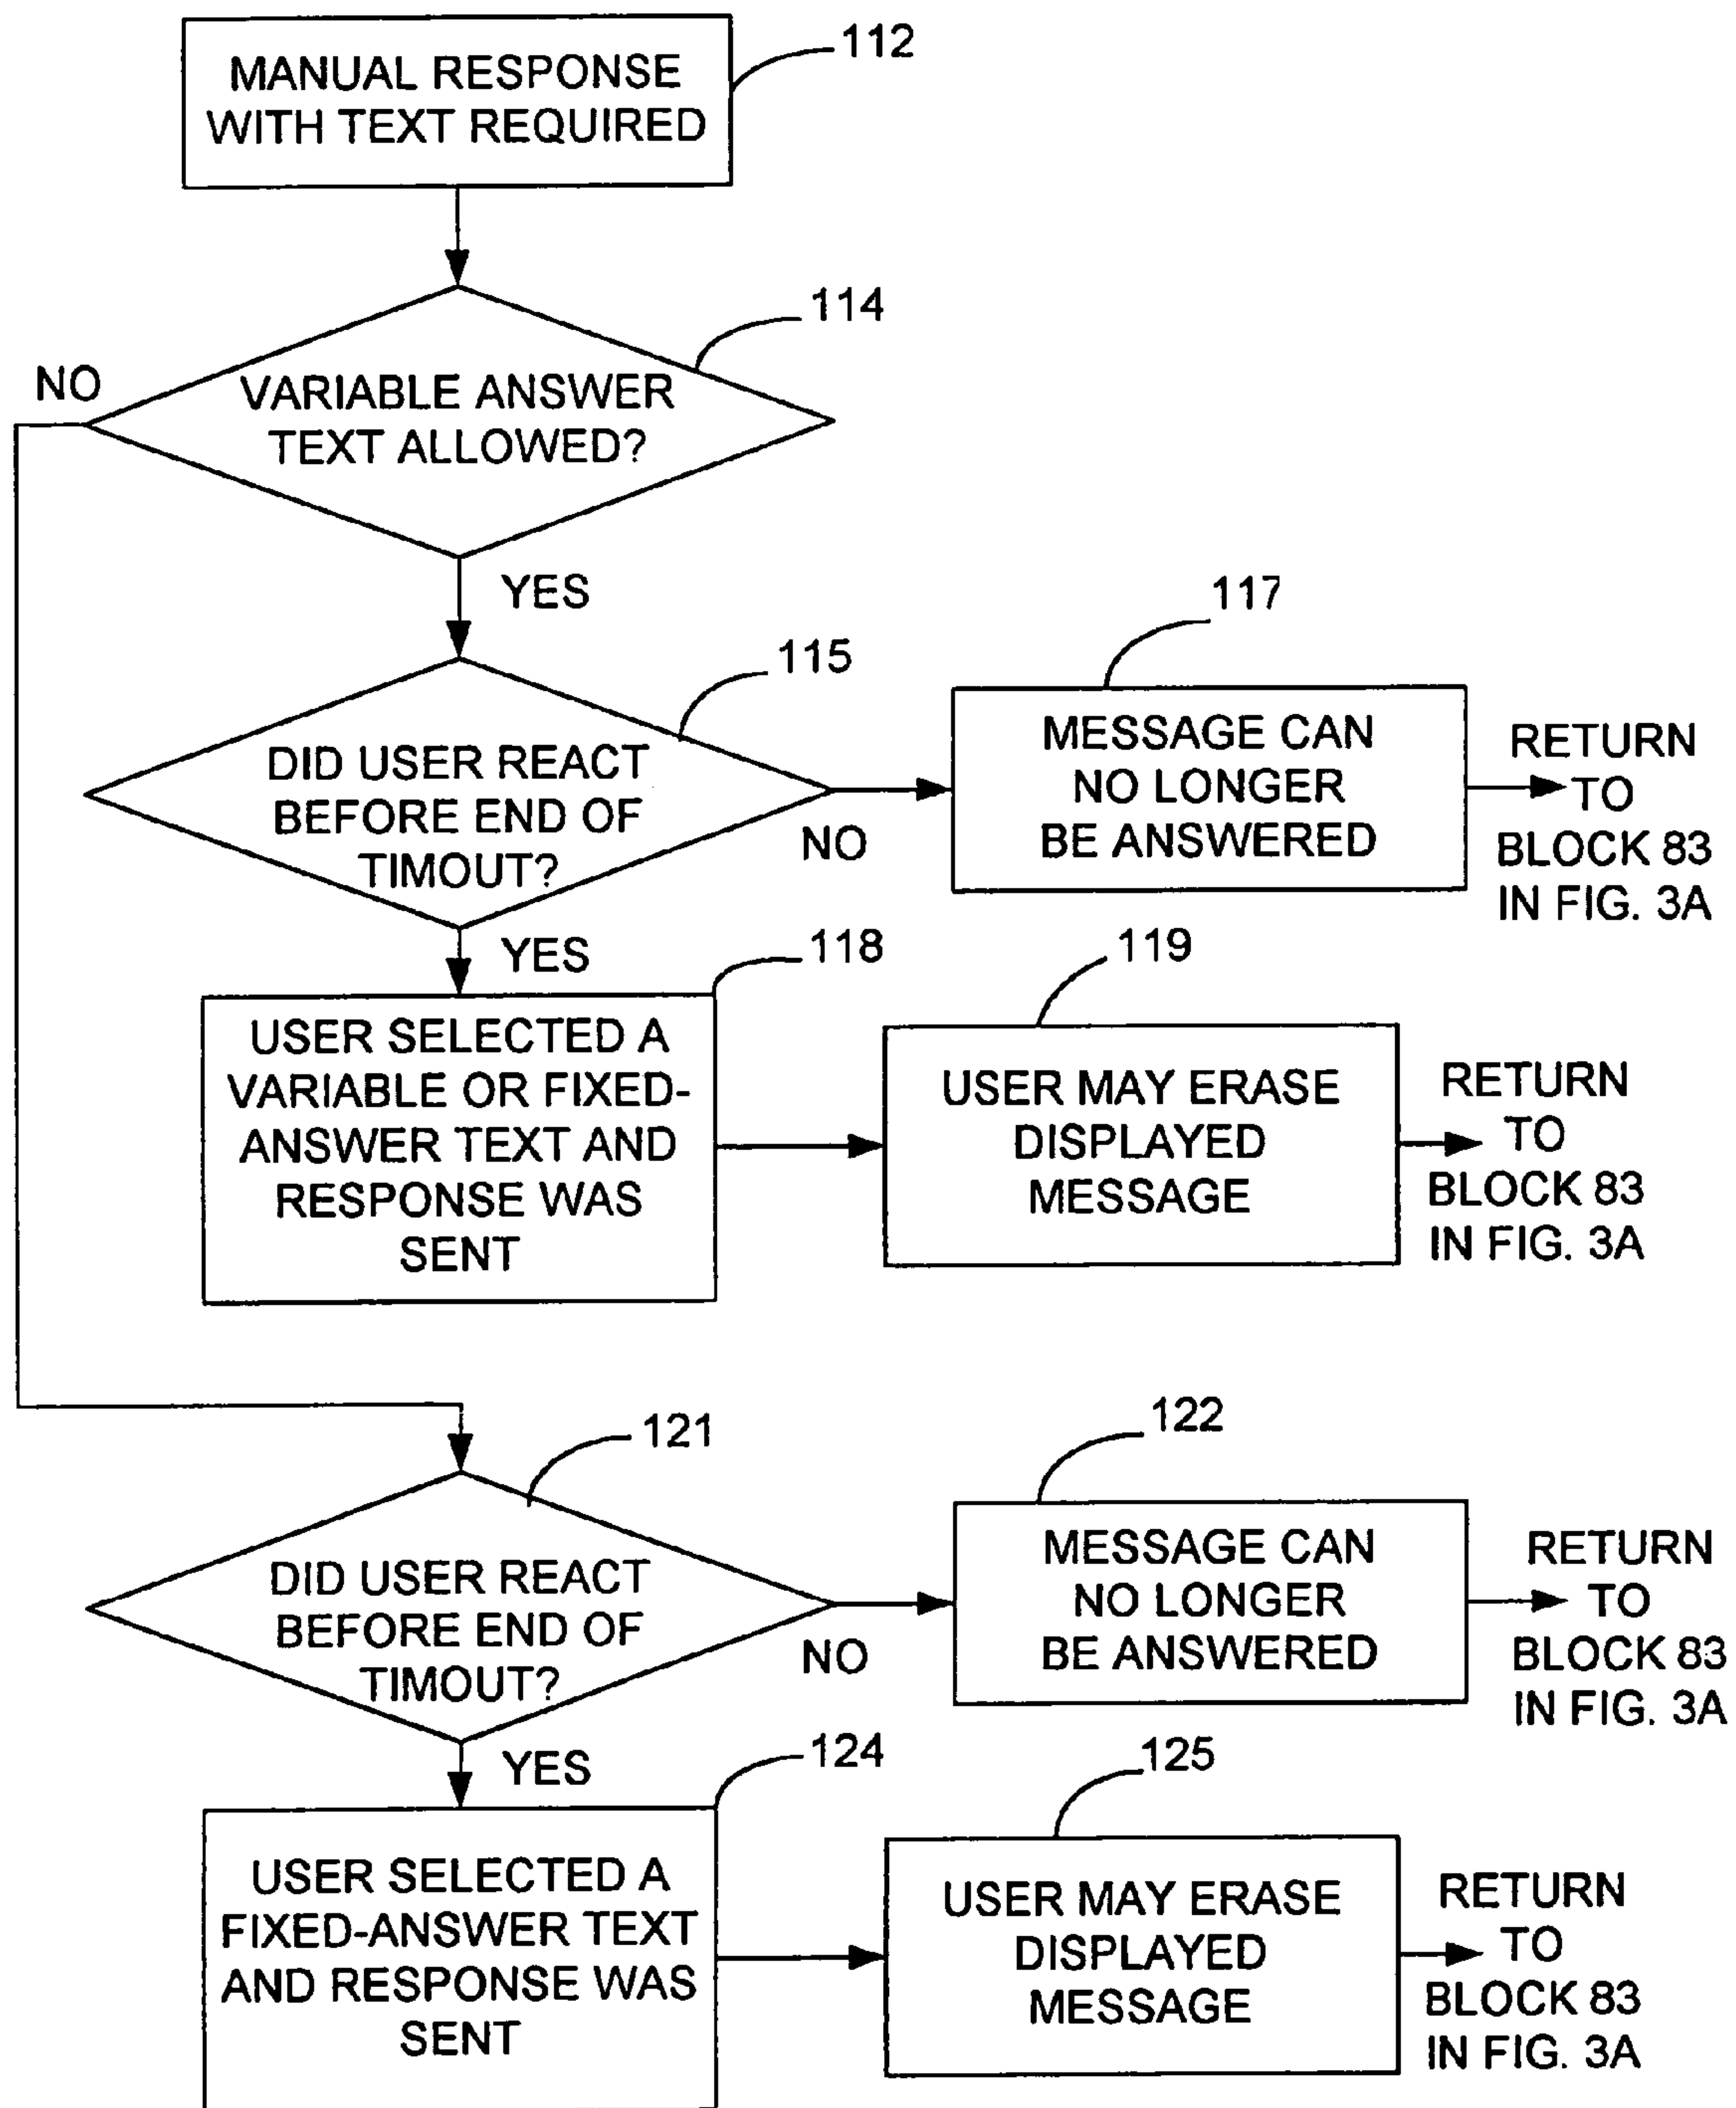 112
MANUAL RESPONSE
WITH TEXT REQUIRED
114
NO
VARIABLE ANSWER
TEXT ALLOWED?
YES
115
DID USER REACT
BEFORE END OF
TIMOUT?
NO
117
MESSAGE CAN
NO LONGER
BE ANSWERED
RETURN
TO
BLOCK 83
IN FIG. 3A
YES
118
USER SELECTED A
VARIABLE OR FIXED-
ANSWER TEXT AND
RESPONSE WAS
SENT
119
USER MAY ERASE
DISPLAYED
MESSAGE
RETURN
TO
BLOCK 83
IN FIG. 3A
121
DID USER REACT
BEFORE END OF
TIMOUT?
NO
122
MESSAGE CAN
NO LONGER
BE ANSWERED
RETURN
TO
BLOCK 83
IN FIG. 3A
YES
124
USER SELECTED A
FIXED-ANSWER TEXT
AND RESPONSE WAS
SENT
125
USER MAY ERASE
DISPLAYED
MESSAGE
RETURN
TO
BLOCK 83
IN FIG. 3A